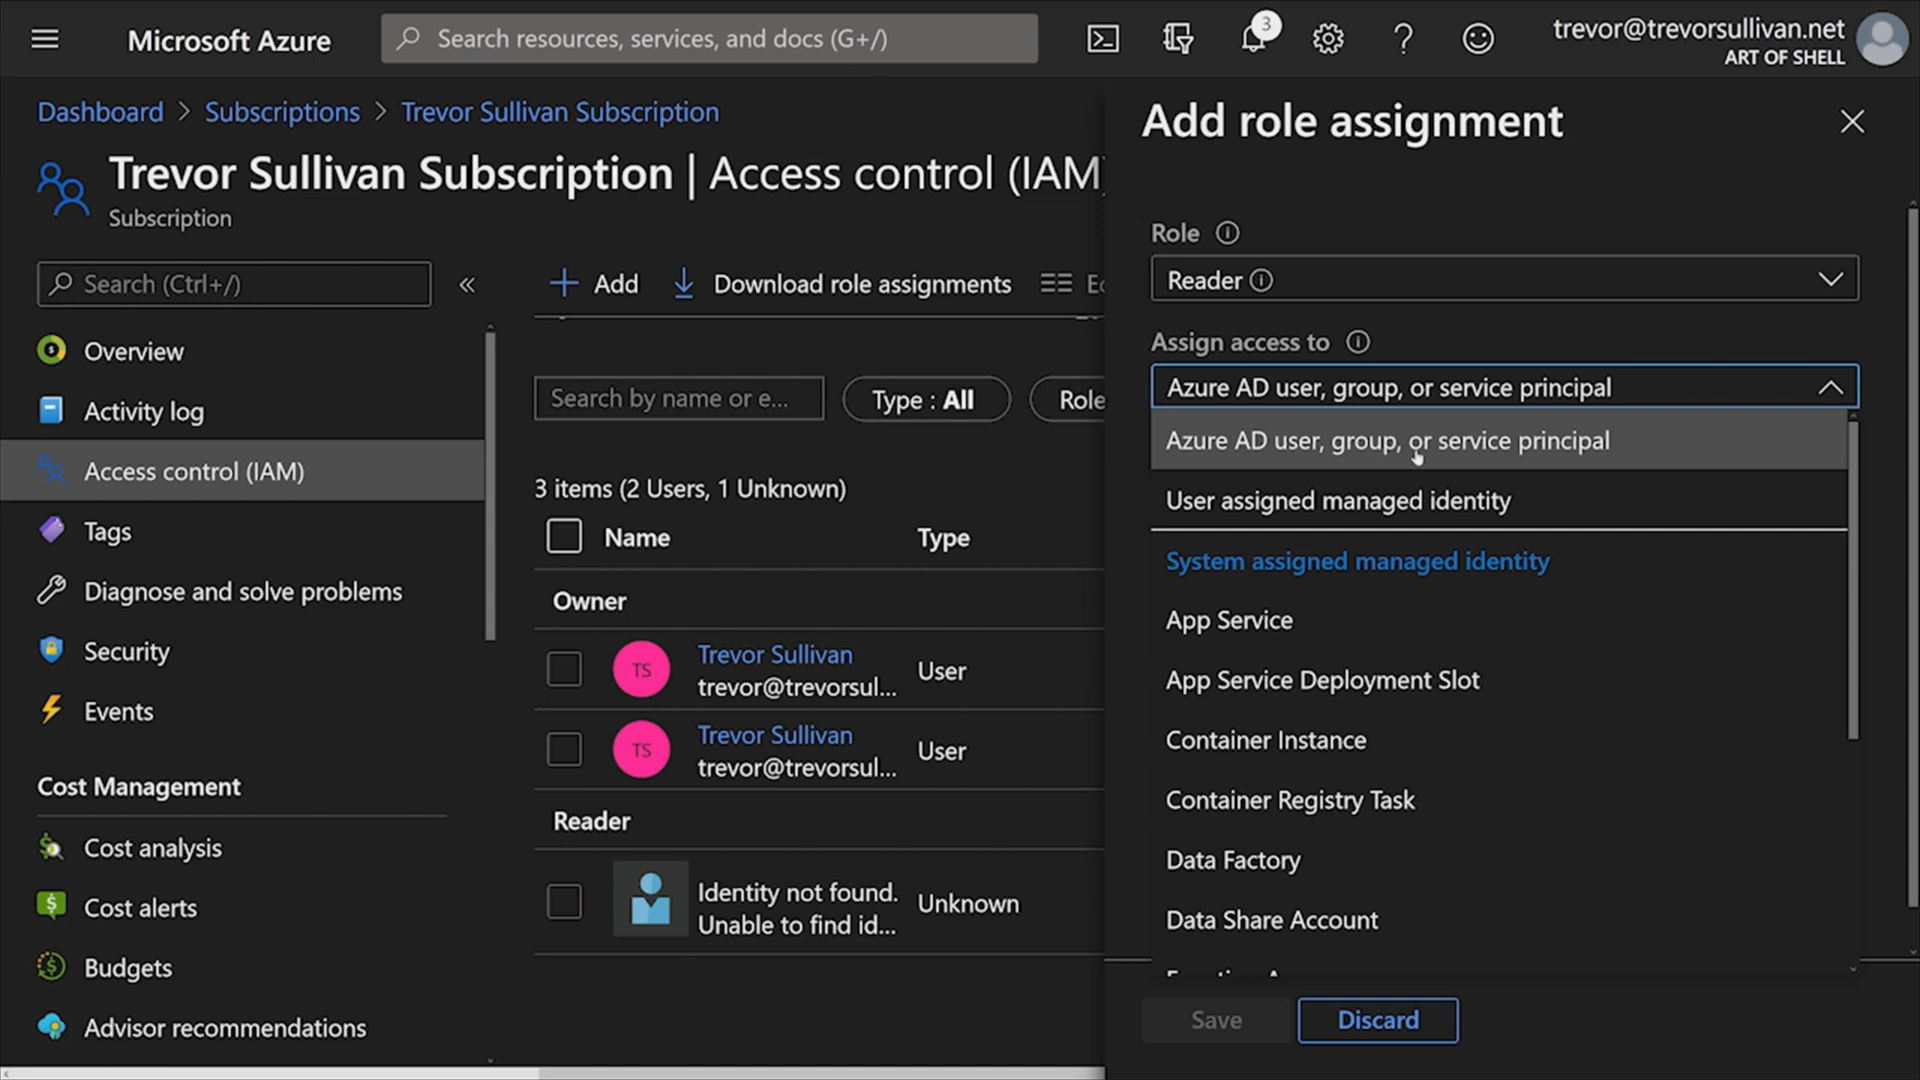 Microsoft Azure
Search resources, services, and docs (G+/)
3
trevor@trevorsullivan.net
ART OF SHELL
Dashboard > Subscriptions > Trevor Sullivan Subscription
Trevor Sullivan Subscription | Access control (IAM)
Subscription
Search (Ctrl+/)
«
Overview
Activity log
Access control (IAM)
Tags
Diagnose and solve problems
Security
Events
Cost Management
Cost analysis
Cost alerts
Budgets
Advisor recommendations
+ Add
Download role assignments
Search by name or e...
Type : All
Role
3 items (2 Users, 1 Unknown)
Name
Type
Owner
TS
Trevor Sullivan
trevor@trevorsul...
User
TS
Trevor Sullivan
trevor@trevorsul...
User
Reader
Identity not found.
Unable to find id...
Unknown
Add role assignment
Role
Reader
Assign access to
Azure AD user, group, or service principal
Azure AD user, group, or service principal
User assigned managed identity
System assigned managed identity
App Service
App Service Deployment Slot
Container Instance
Container Registry Task
Data Factory
Data Share Account
Save
Discard